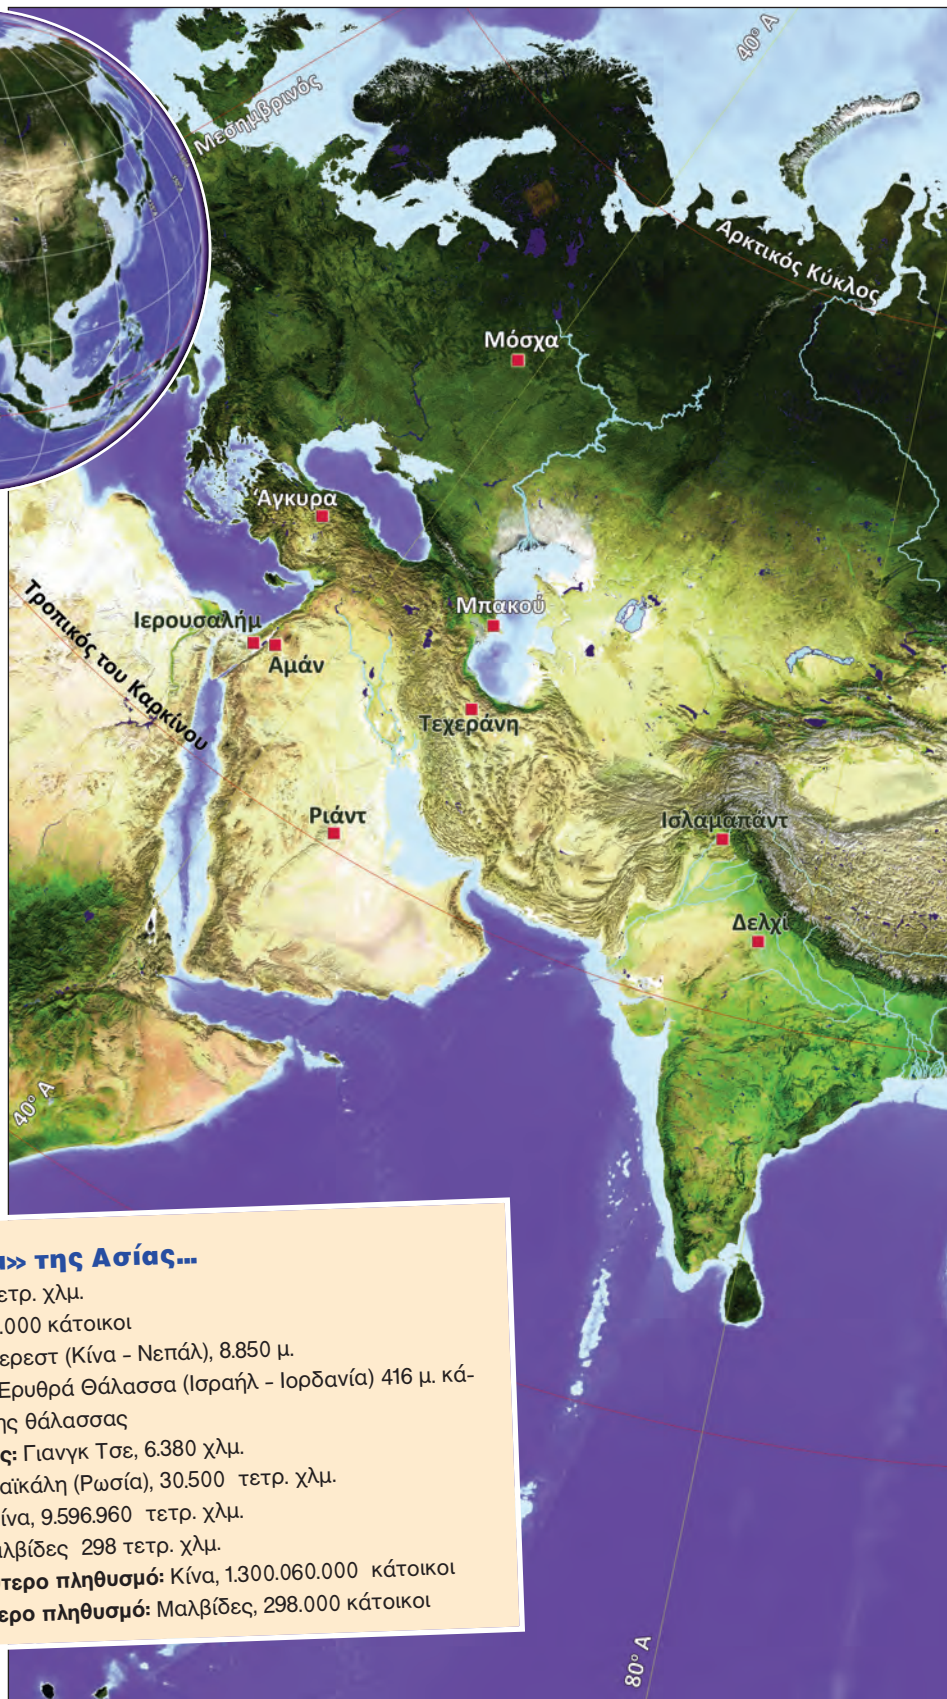 40° Α
Μεσημβρινός
Αρκτικός Κύκλος
Μόσχα
Άγκυρα
Μπακού
Ιερουσαλήμ
Αμάν
Τροπικός του Καρκίνου
Τεχεράνη
Ριάντ
Ισλαμαπάντ
Δελχί
40° Α
της Ασίας...
τετρ. χλμ.
.000 κάτοικοι
ερεστ (Κίνα - Νεπάλ), 8.850 μ.
Ερυθρά Θάλασσα (Ισραήλ - Ιορδανία) 416 μ. κά-
ης θάλασσας
ς: Γιανγκ Τσε, 6.380 χλμ.
αϊκάλη (Ρωσία), 30.500 τετρ. χλμ.
ίνα, 9.596.960 τετρ. χλμ.
λβίδες 298 τετρ. χλμ.
τερο πληθυσμό: Κίνα, 1.300.060.000 κάτοικοι
ερο πληθυσμό: Μαλβίδες, 298.000 κάτοικοι
80° Α